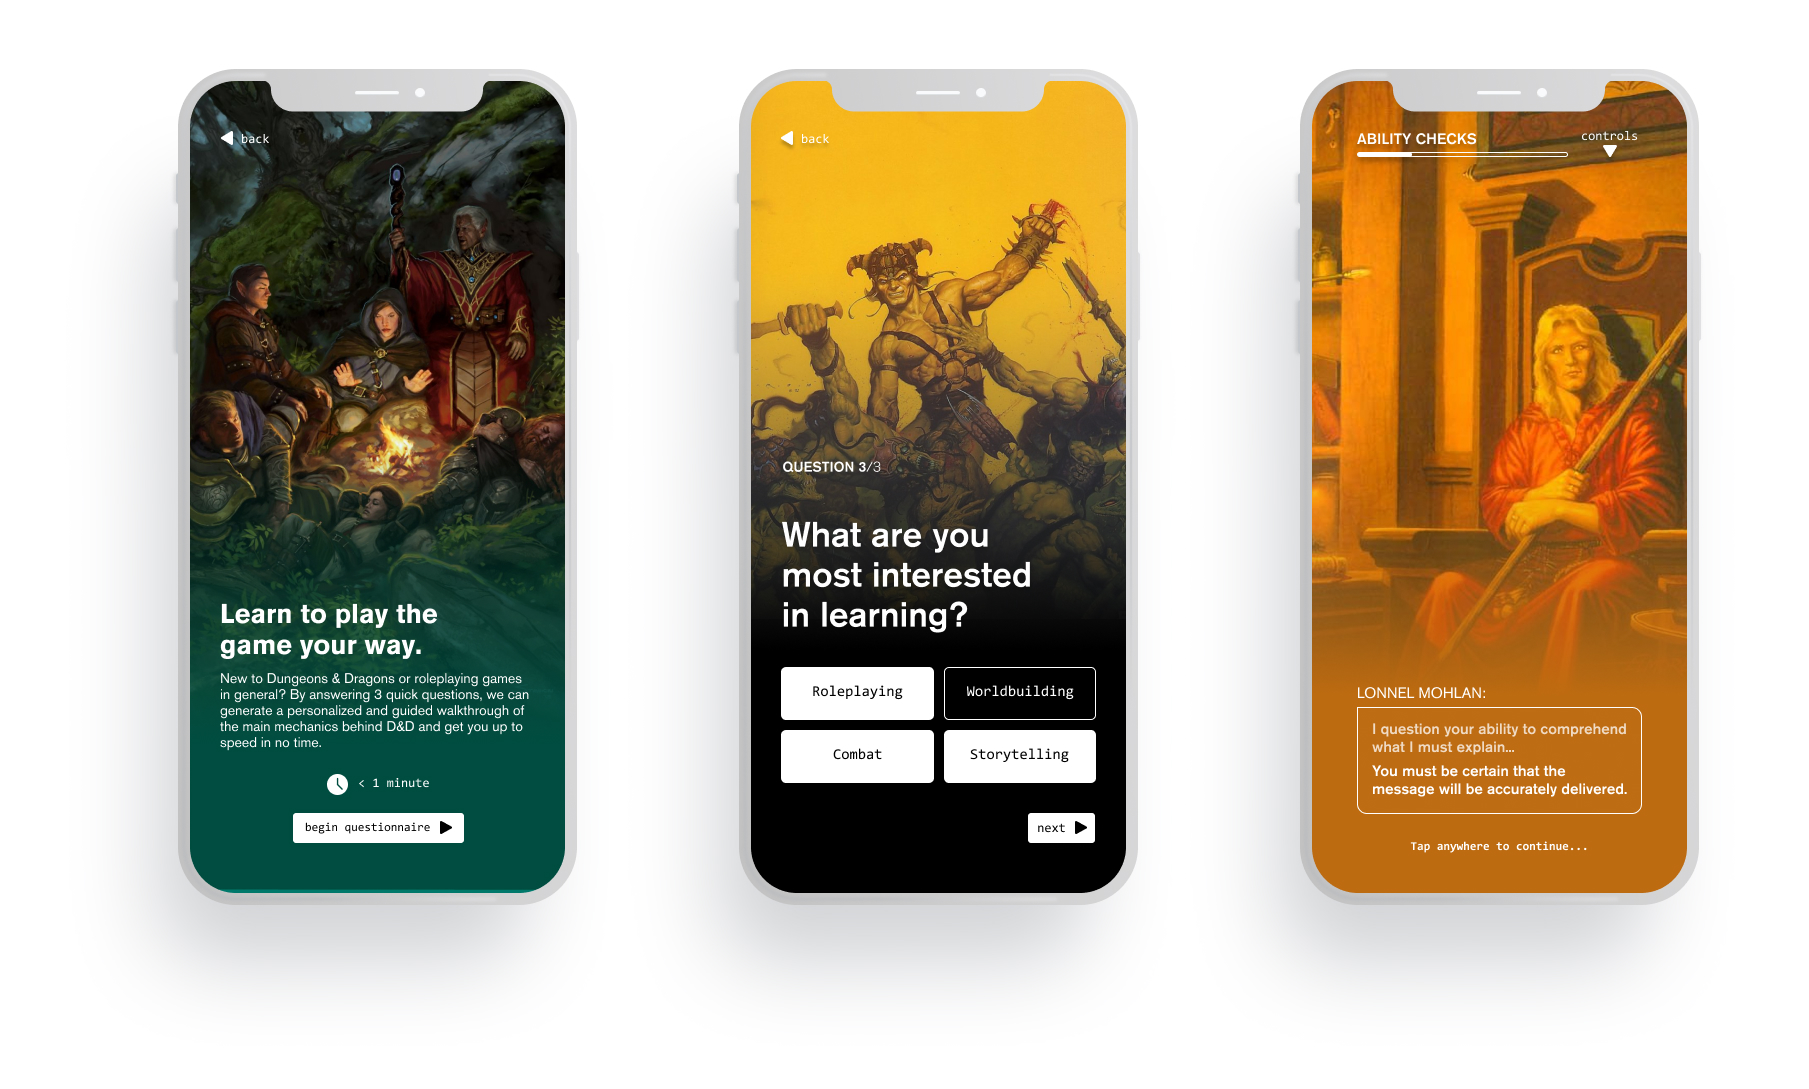 back
Learn to play the
game your way.
New to Dungeons & Dragons or roleplaying games
in general? By answering 3 quick questions, we can
generate a personalized and guided walkthrough of
the main mechanics behind D&D and get you up to
speed in no time.
< 1 minute
begin questionnaire
back
QUESTION 3/3
What are you
most interested
in learning?
Roleplaying
Worldbuilding
Combat
Storytelling
next
ABILITY CHECKS
controls
LONNEL MOHLAN:
I question your ability to comprehend
what I must explain...
You must be certain that the
message will be accurately delivered.
Tap anywhere to continue...